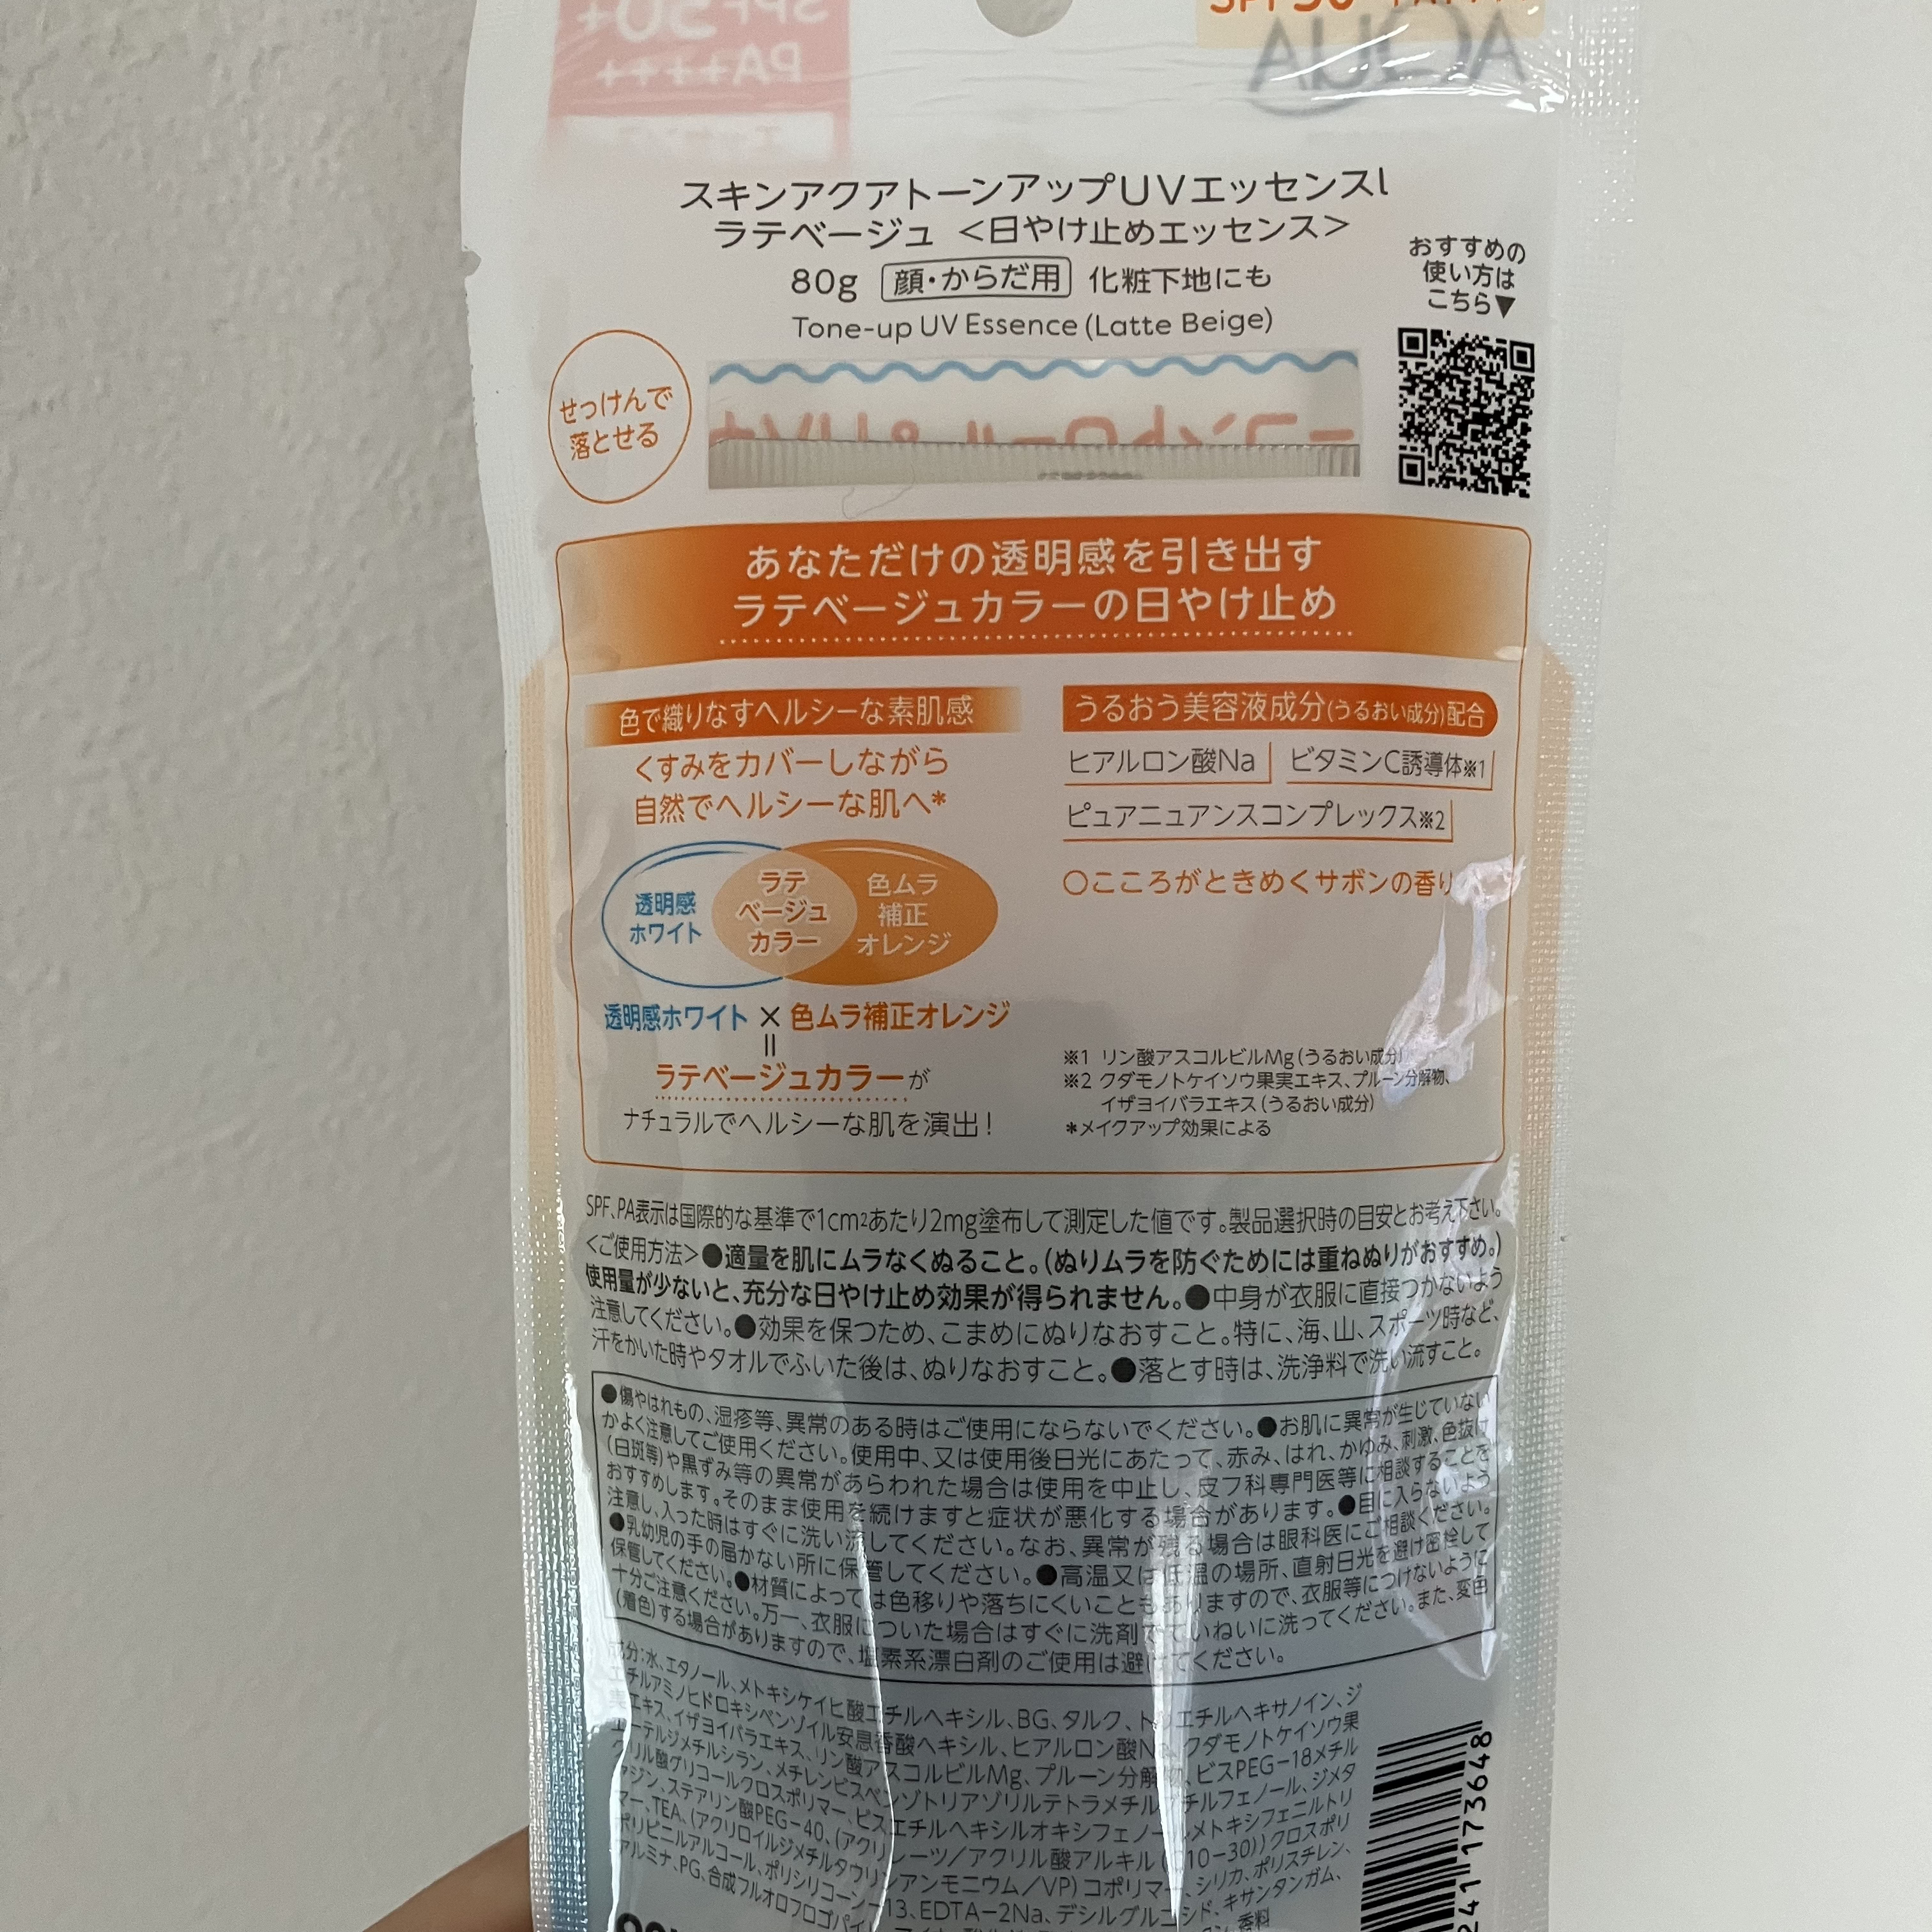 SPF50+
PA++++
AQUA
スキンアクアトーンアップUVエッセンスl
ラテベージュ <日やけ止めエッセンス>
80g 顔・からだ用 化粧下地にも
Tone-up UV Essence (Latte Beige)
おすすめの
使い方は
こちら▼
せっけんで
落とせる
あなただけの透明感を引き出す
ラテベージュカラーの日やけ止め
色で織りなすヘルシーな素肌感
くすみをカバーしながら
自然でヘルシーな肌へ*
透明感
ホワイト
ラテ
ベージュ
カラー
色ムラ
補正
オレンジ
透明感ホワイト×色ムラ補正オレンジ
=
ラテベージュカラーが
ナチュラルでヘルシーな肌を演出！
うるおう美容液成分(うるおい成分)配合
ヒアルロン酸Na ビタミンC誘導体※1
ピュアニュアンスコンプレックス※2
○こころがときめくサボンの香り
※1 リン酸アスコルビルMg(うるおい成分)
※2 クダモノトケイソウ果実エキス、プルーン分解物、
イザヨイバラエキス(うるおい成分)
*メイクアップ効果による
SPF、PA表示は国際的な基準で1cm²あたり2mg塗布して測定した値です。製品選択時の目安とお考え下さい。
<ご使用方法>●適量を肌にムラなくぬること。(ぬりムラを防ぐためには重ねぬりがおすすめ。)
使用量が少ないと、充分な日やけ止め効果が得られません。●中身が衣服に直接つかないよう
注意してください。●効果を保つため、こまめにぬりなおすこと。特に、海、山、スポーツ時など、
汗をかいた時やタオルでふいた後は、ぬりなおすこと。●落とす時は、洗浄料で洗い流すこと。
●傷やはれもの、湿疹等、異常のある時はご使用にならないでください。●お肌に異常が生じていない
かよく注意してご使用ください。使用中、又は使用後日光にあたって、赤み、はれ、かゆみ、刺激、色抜け
(白斑等)や黒ずみ等の異常があらわれた場合は使用を中止し、皮フ科専門医等に相談することを
おすすめします。そのまま使用を続けますと症状が悪化する場合があります。●目に入らないよう
注意し、入った時はすぐに洗い流してください。なお、異常が残る場合は眼科医にご相談ください。
●乳幼児の手の届かない所に保管してください。●高温又は低温の場所、直射日光を避け密栓して
保管してください。●材質によっては色移りや落ちにくいこともありますので、衣服等につけないように
十分ご注意ください。万一、衣服についた場合はすぐに洗剤でていねいに洗ってください。また、変色
(着色)する場合がありますので、塩素系漂白剤のご使用は避けてください。
成分：水、エタノール、メトキシケイヒ酸エチルヘキシル、BG、タルク、トリエチルヘキサノイン、ジ
エチルアミノヒドロキシベンゾイル安息香酸ヘキシル、ヒアルロン酸Na、クダモノトケイソウ果
実エキス、イザヨイバラエキス、リン酸アスコルビルMg、プルーン分解物、ビスPEG-18メチル
エーテルジメチルシラン、メチレンビスベンゾトリアゾリルテトラメチルブチルフェノール、ジメタ
クリル酸グリコールクロスポリマー、ビスエチルヘキシルオキシフェノールメトキシフェニルトリ
アジン、ステアリン酸PEG-40、(アクリレーツ/アクリル酸アルキル(C10-30))クロスポリ
マー、TEA、(アクリロイルジメチルタウリンアンモニウム/VP)コポリマー、シリカ、ポリスチレン、
ポリビニルアルコール、ポリシリコーン-13、EDTA-2Na、デシルグルコシド、キサンタンガム、
アルミナ、PG、合成フルオロフロゴパイト 香料
241 173648